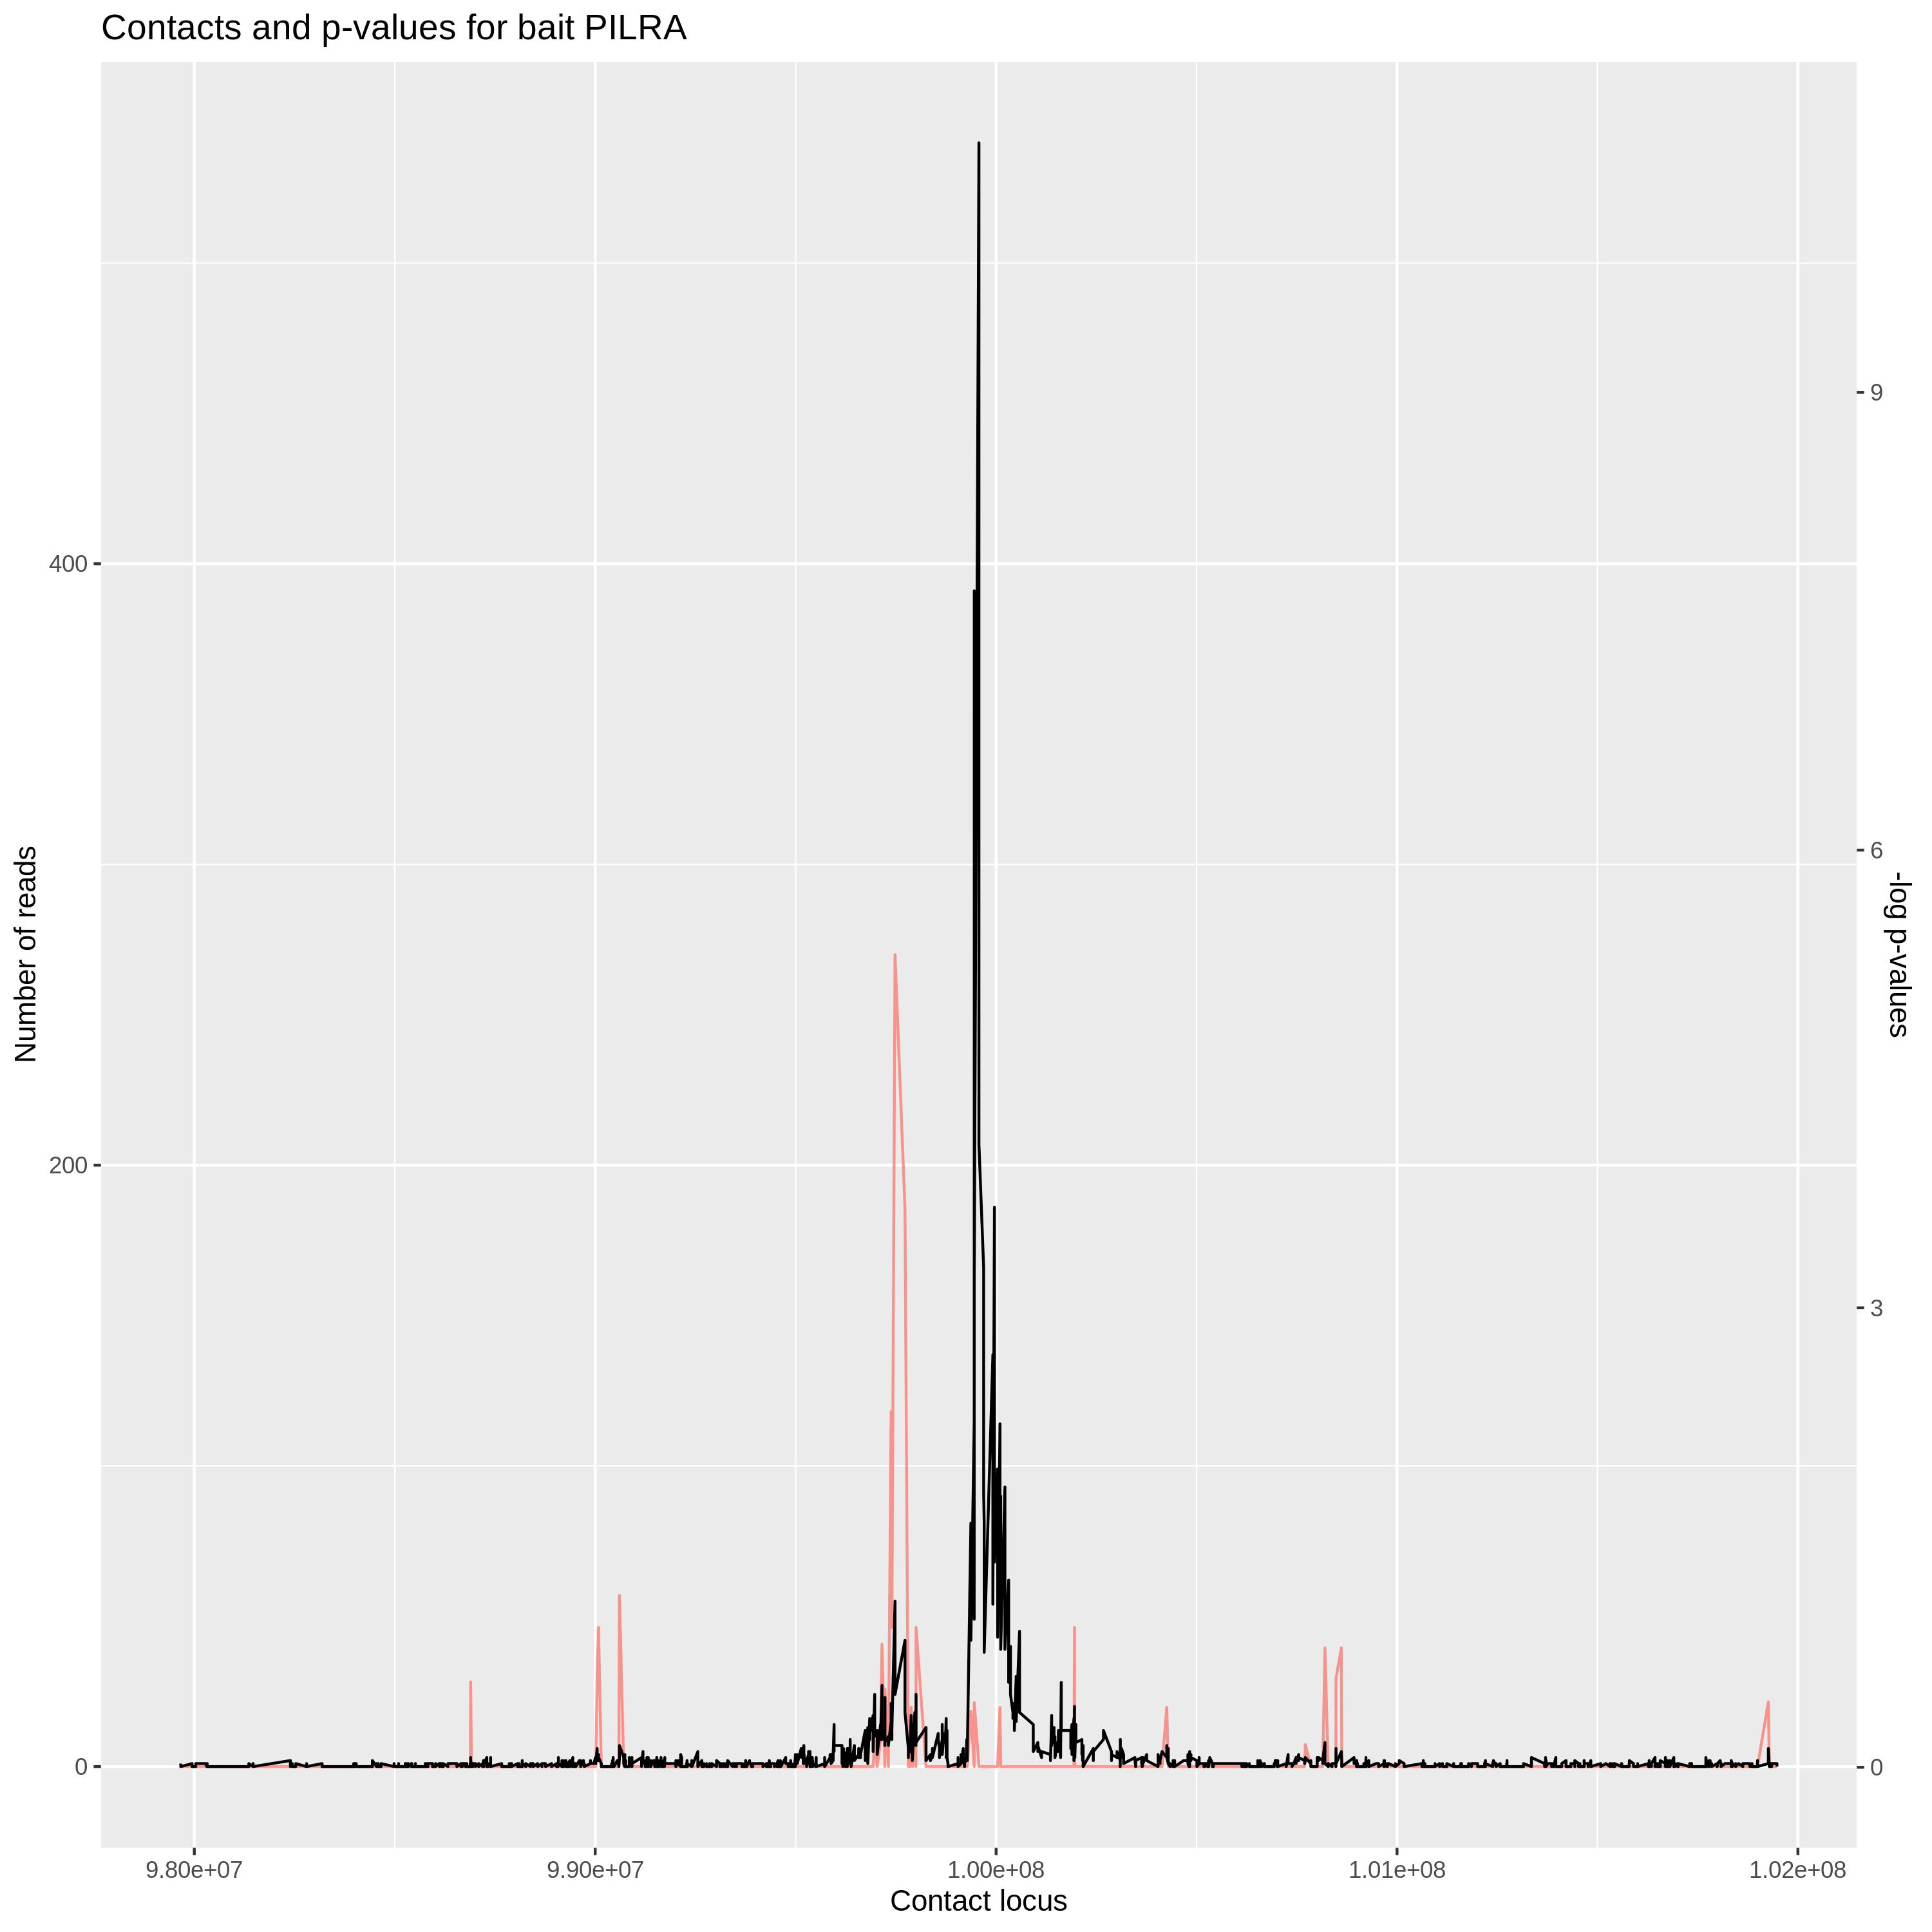 Contacts and p-values for bait PILRA
Number of reads
400
200
0
9
6
3
0
-log p-values
9.80e+07
9.90e+07
1.00e+08
1.01e+08
1.02e+08
Contact locus